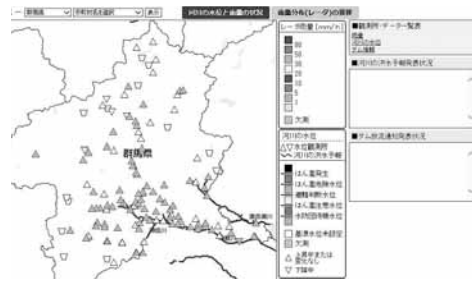 群馬県
市町村名を選択
表示
河川の水位と雨量の状況
雨量分布(レーダ)の履歴
レーダ雨量 [mm/h]
80
50
30
20
10
5
1
欠測
河川の水位
水位観測所
河川の洪水予報
はん濫発生
はん濫危険水位
避難判断水位
はん濫注意水位
水防団待機水位
基準水位未設定
欠測
上昇中または
変化なし
下降中
群馬県
■観測所・データ一覧表
雨量
河川の水位
ダム情報
■河川の洪水予報発表状況
■ダム放流通知発表状況